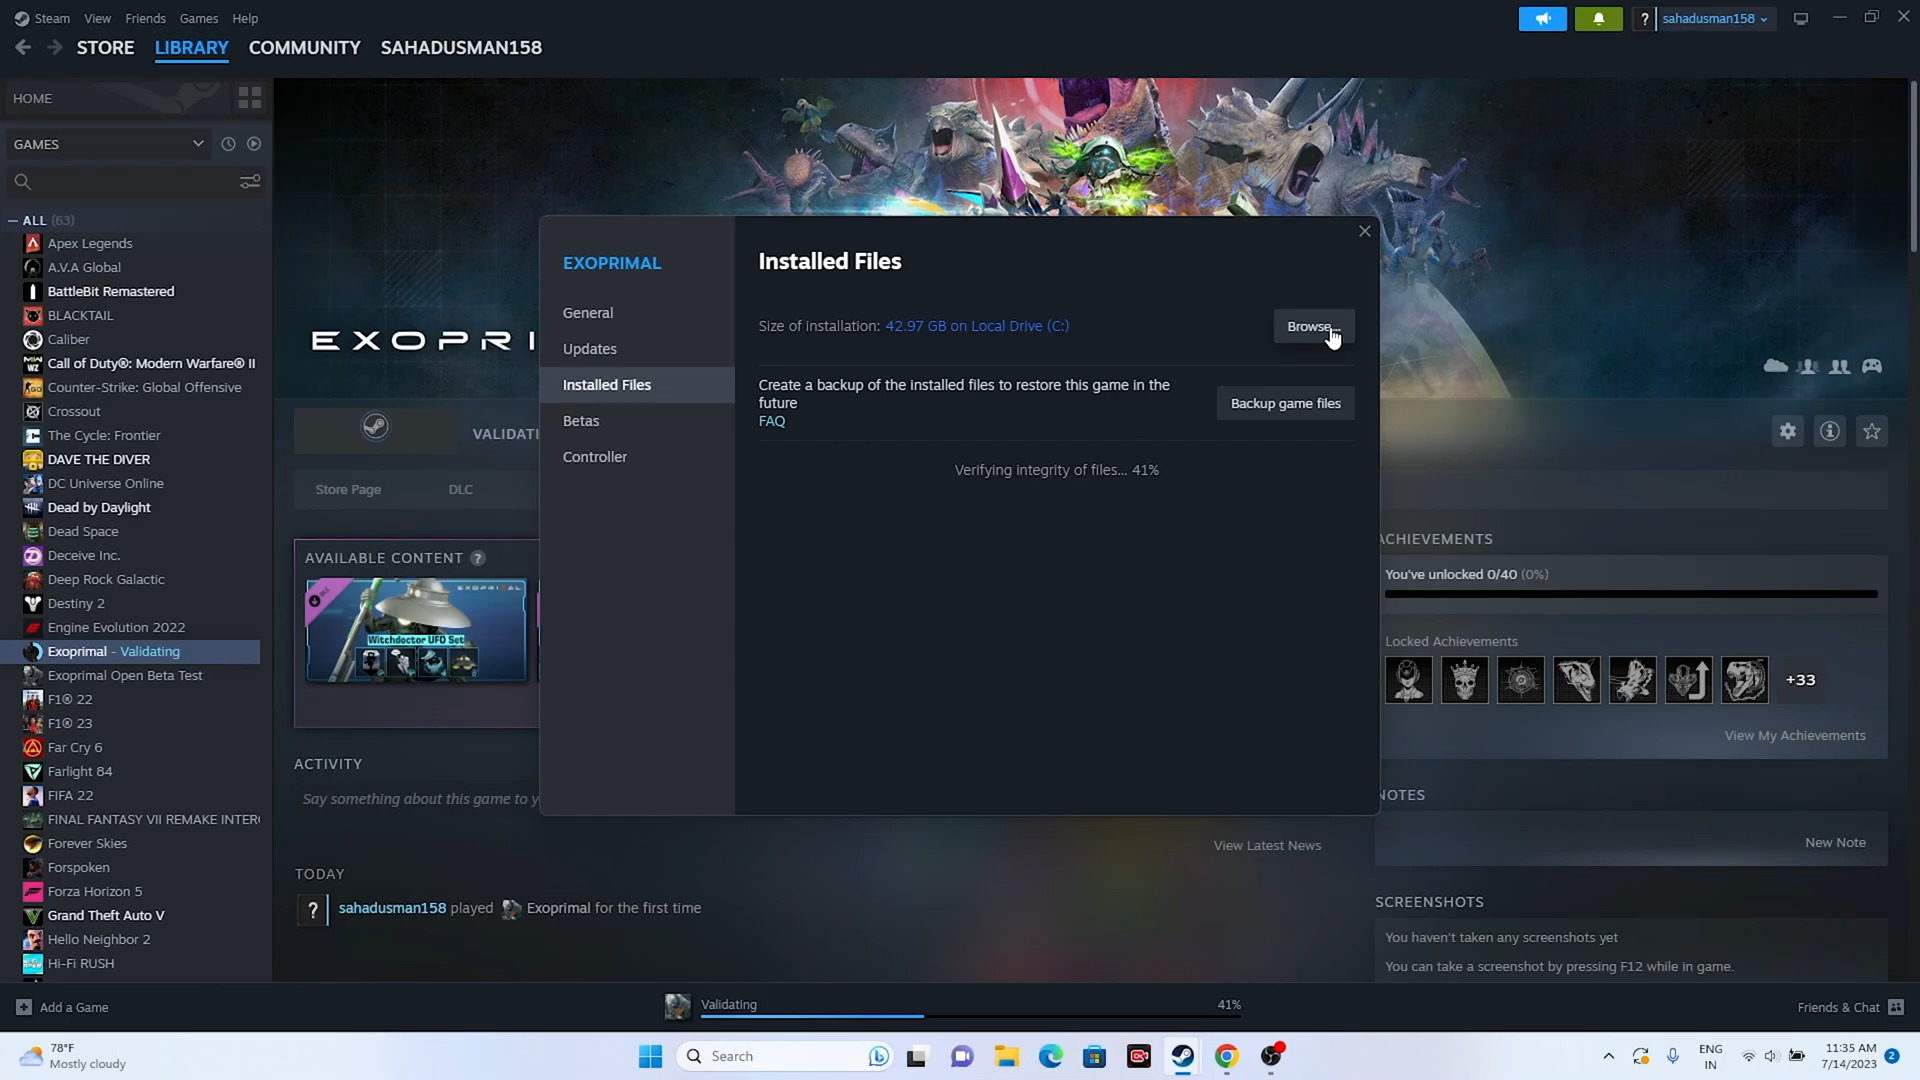 Steam View Friends Games Help
sahadusman158
STORE LIBRARY COMMUNITY SAHADUSMAN158
HOME
GAMES
ALL (63)
Apex Legends
A.V.A Global
BattleBit Remastered
BLACKTAIL
Caliber
Call of Duty®: Modern Warfare® II
Counter-Strike: Global Offensive
Crossout
The Cycle: Frontier
DAVE THE DIVER
DC Universe Online
Dead by Daylight
Dead Space
Deceive Inc.
Deep Rock Galactic
Destiny 2
Engine Evolution 2022
Exoprimal - Validating
Exoprimal Open Beta Test
F1® 22
F1® 23
Far Cry 6
Farlight 84
FIFA 22
FINAL FANTASY VII REMAKE INTER
Forever Skies
Forspoken
Forza Horizon 5
Grand Theft Auto V
Hello Neighbor 2
Hi-Fi RUSH
Add a Game
EXOPRI
VALIDATI
Store Page DLC
AVAILABLE CONTENT ?
EXOPRIMAL
DLC
Witchdoctor UFO Set
ACTIVITY
Say something about this game to y
View Latest News
TODAY
? sahadusman158 played Exoprimal for the first time
EXOPRIMAL
General
Updates
Installed Files
Betas
Controller
Installed Files
Size of installation: 42.97 GB on Local Drive (C:)
Browse...
Create a backup of the installed files to restore this game in the
future
FAQ
Backup game files
Verifying integrity of files... 41%
ACHIEVEMENTS
You've unlocked 0/40 (0%)
Locked Achievements
+33
View My Achievements
NOTES
New Note
SCREENSHOTS
You haven't taken any screenshots yet
You can take a screenshot by pressing F12 while in game.
Validating 41%
Friends & Chat
78°F
Mostly cloudy
Search
ENG
IN
11:35 AM
7/14/2023
2